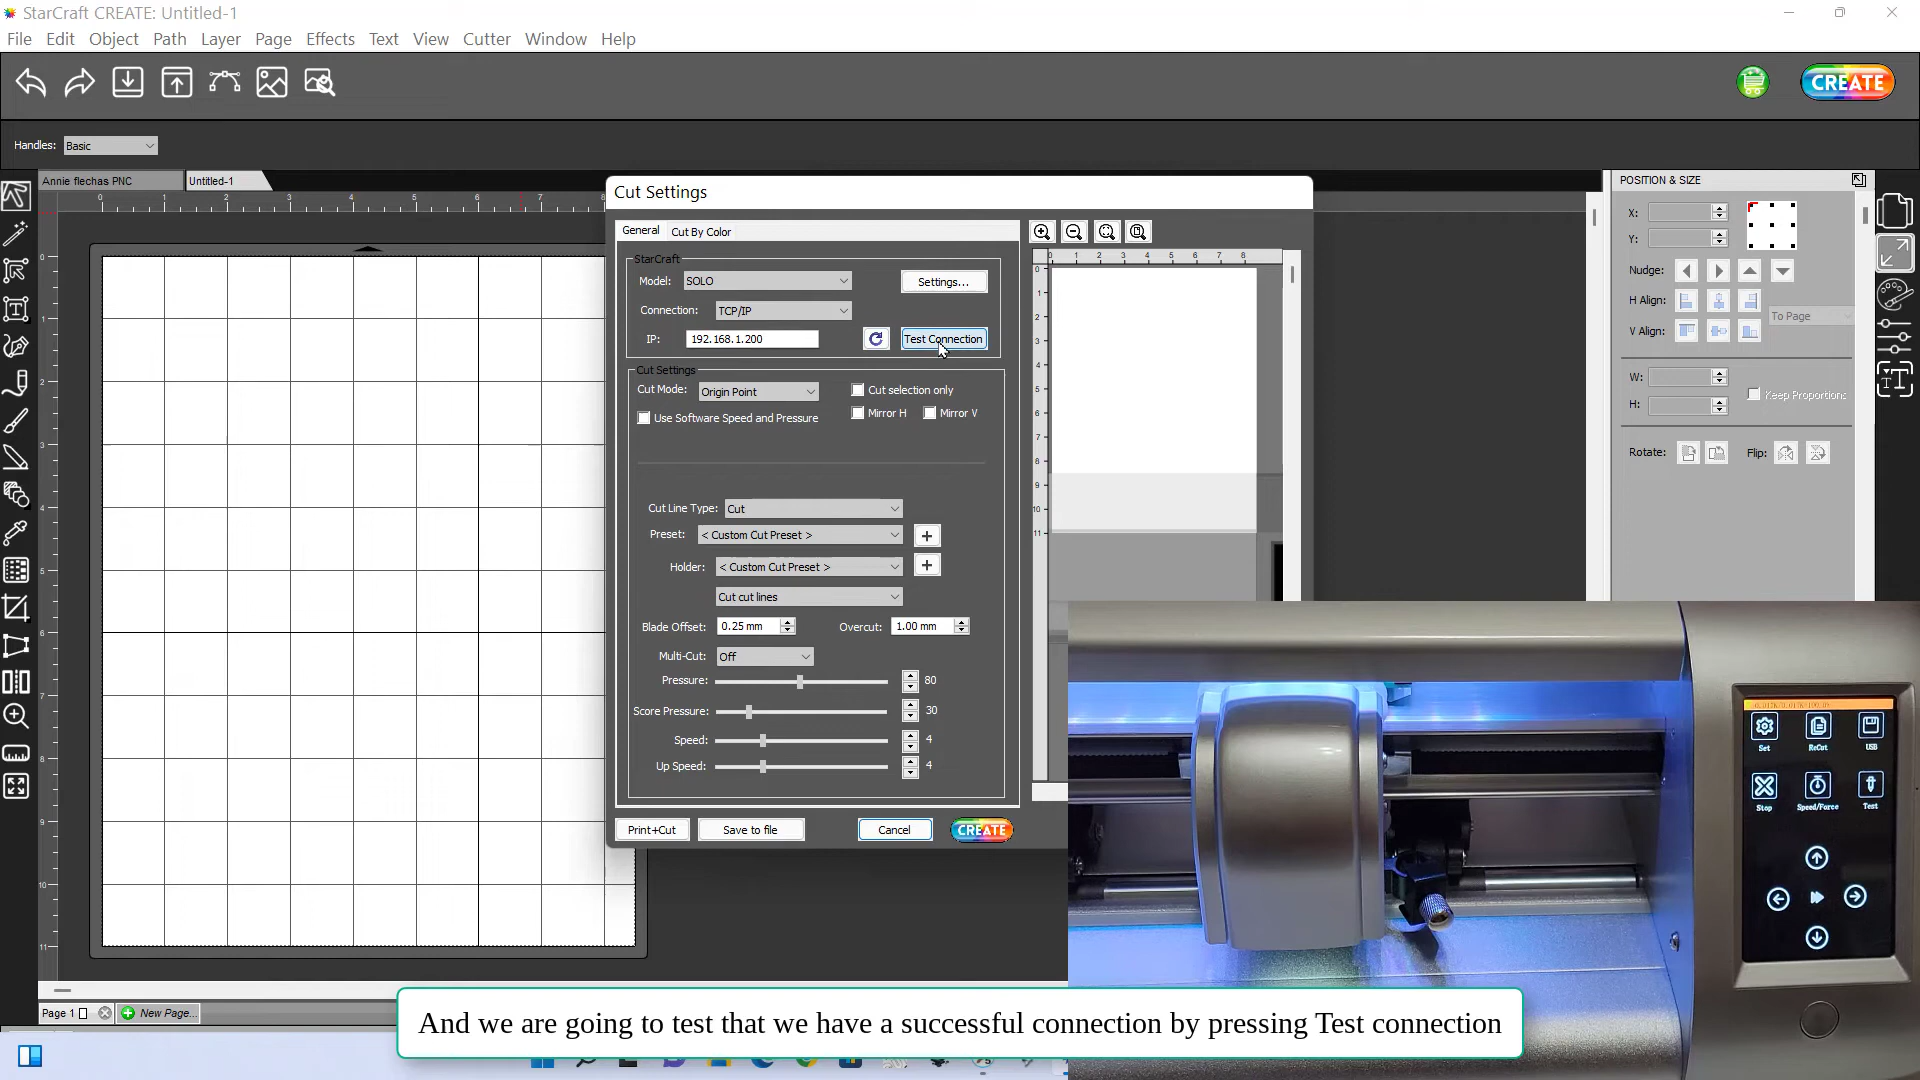 StarCraft CREATE: Untitled-1
File Edit Object Path Layer Page Effects Text View Cutter Window Help
CREATE
Handles: Basic
Annie flechas PNC Untitled-1
POSITION & SIZE
X:
Y:
Nudge:
H Align:
To Page
V Align:
W:
H:
Keep Proportions
Rotate: Flip:
Cut Settings
General Cut By Color
StarCraft
Model: SOLO Settings...
Connection: TCP/IP
IP: 192.168.1.200 Test Connection
Cut Settings
Cut Mode: Origin Point Cut selection only
Use Software Speed and Pressure Mirror H Mirror V
Cut Line Type: Cut
Preset: < Custom Cut Preset > +
Holder: < Custom Cut Preset > +
Cut cut lines
Blade Offset: 0.25 mm Overcut: 1.00 mm
Multi-Cut: Off
Pressure: 80
Score Pressure: 30
Speed: 4
Up Speed: 4
Print+Cut Save to file Cancel CREATE
Set ReCut USB
Stop Speed/Force Test
Page 1 New Page...
And we are going to test that we have a successful connection by pressing Test connection